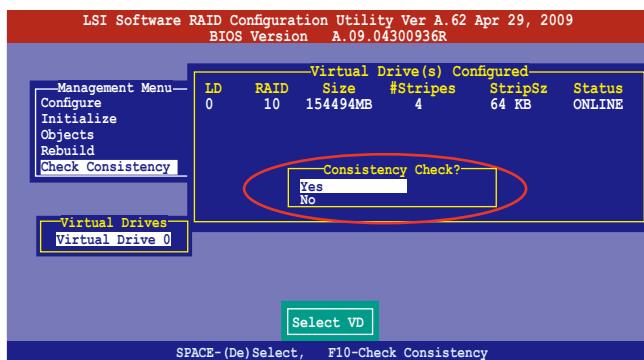 LSI Software RAID Configuration Utility Ver A.62 Apr 29, 2009
BIOS Version A.09.04300936R
Virtual Drive(s) Configured
LD RAID Size #Stripes StripSz Status
0 10 154494MB 4 64 KB ONLINE
Management Menu
Configure
Initialize
Objects
Rebuild
Check Consistency
Consistency Check?
Yes
No
Virtual Drives
Virtual Drive 0
Select VD
SPACE-(De)Select, F10-Check Consistency